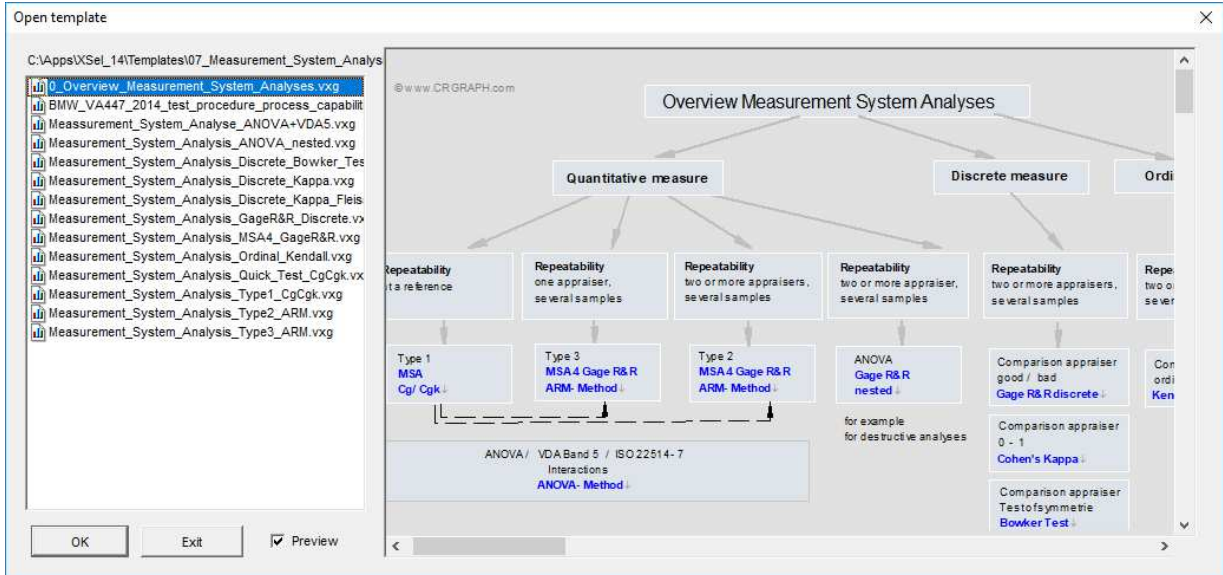 Open template
C:\Apps\XSel_14\Templates\07_Measurement_System_Analys
0_Overview_Measurement_System_Analyses.vxg
BMW_VA447_2014_test_procedure_process_capabilit
Meassurement_System_Analyse_ANOVA+VDA5.vxg
Measurement_System_Analysis_ANOVA_nested.vxg
Measurement_System_Analysis_Discrete_Bowker_Tes
Measurement_System_Analysis_Discrete_Kappa.vxg
Measurement_System_Analysis_Discrete_Kappa_Fleis
Measurement_System_Analysis_GageR&R_Discrete.vx
Measurement_System_Analysis_MSA4_GageR&R.vxg
Measurement_System_Analysis_Ordinal_Kendall.vxg
Measurement_System_Analysis_Quick_Test_CgCgk.vx
Measurement_System_Analysis_Type1_CgCgk.vxg
Measurement_System_Analysis_Type2_ARM.vxg
Measurement_System_Analysis_Type3_ARM.vxg
OK
Exit
Preview
©www.CRGRAPH.com
Overview Measurement System Analyses
Quantitative measure
Discrete measure
Ordi
Repeatability
t a reference
Repeatability
one appraiser,
several samples
Repeatability
two or more appraisers,
several samples
Repeatability
two or more appraiser,
several samples
Repeatability
two or more appraisers,
several samples
Repe
two o
sever
Type 1
MSA
Cg/ Cgk↓
Type 3
MSA4 Gage R&R
ARM- Method↓
Type 2
MSA4 Gage R&R
ARM- Method↓
ANOVA
Gage R&R
nested↓
for example
for destructive analyses
Comparison appraiser
good / bad
Gage R&R discrete↓
Com
ordi
Ken
Comparison appraiser
0 - 1
Cohen's Kappa↓
Comparison appraiser
Testofsymmetrie
Bowker Test↓
ANOVA / VDA Band 5 / ISO 22514- 7
Interactions
ANOVA- Method↓